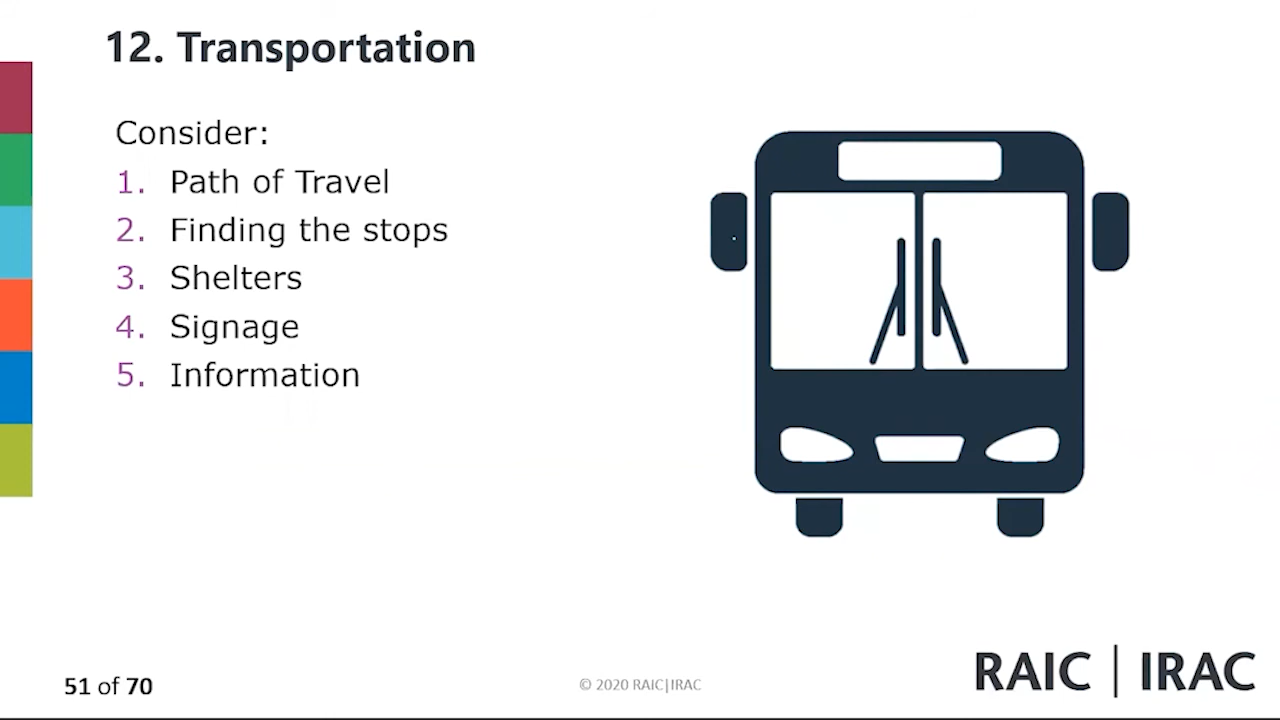 12. Transportation
Consider:
1. Path of Travel
2. Finding the stops
3. Shelters
4. Signage
5. Information
51 of 70
© 2020 RAIC|IRAC
RAIC | IRAC